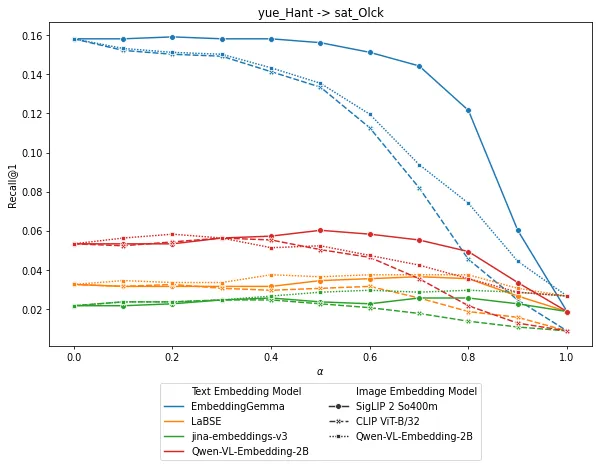 yue_Hant -> sat_Olck
0.16
0.14
0.12
0.10
0.08
0.06
0.04
0.02
Recall@1
0.0 0.2 0.4 0.6 0.8 1.0
α
Text Embedding Model Image Embedding Model
EmbeddingGemma SigLIP 2 So400m
LaBSE CLIP ViT-B/32
jina-embeddings-v3 Qwen-VL-Embedding-2B
Qwen-VL-Embedding-2B